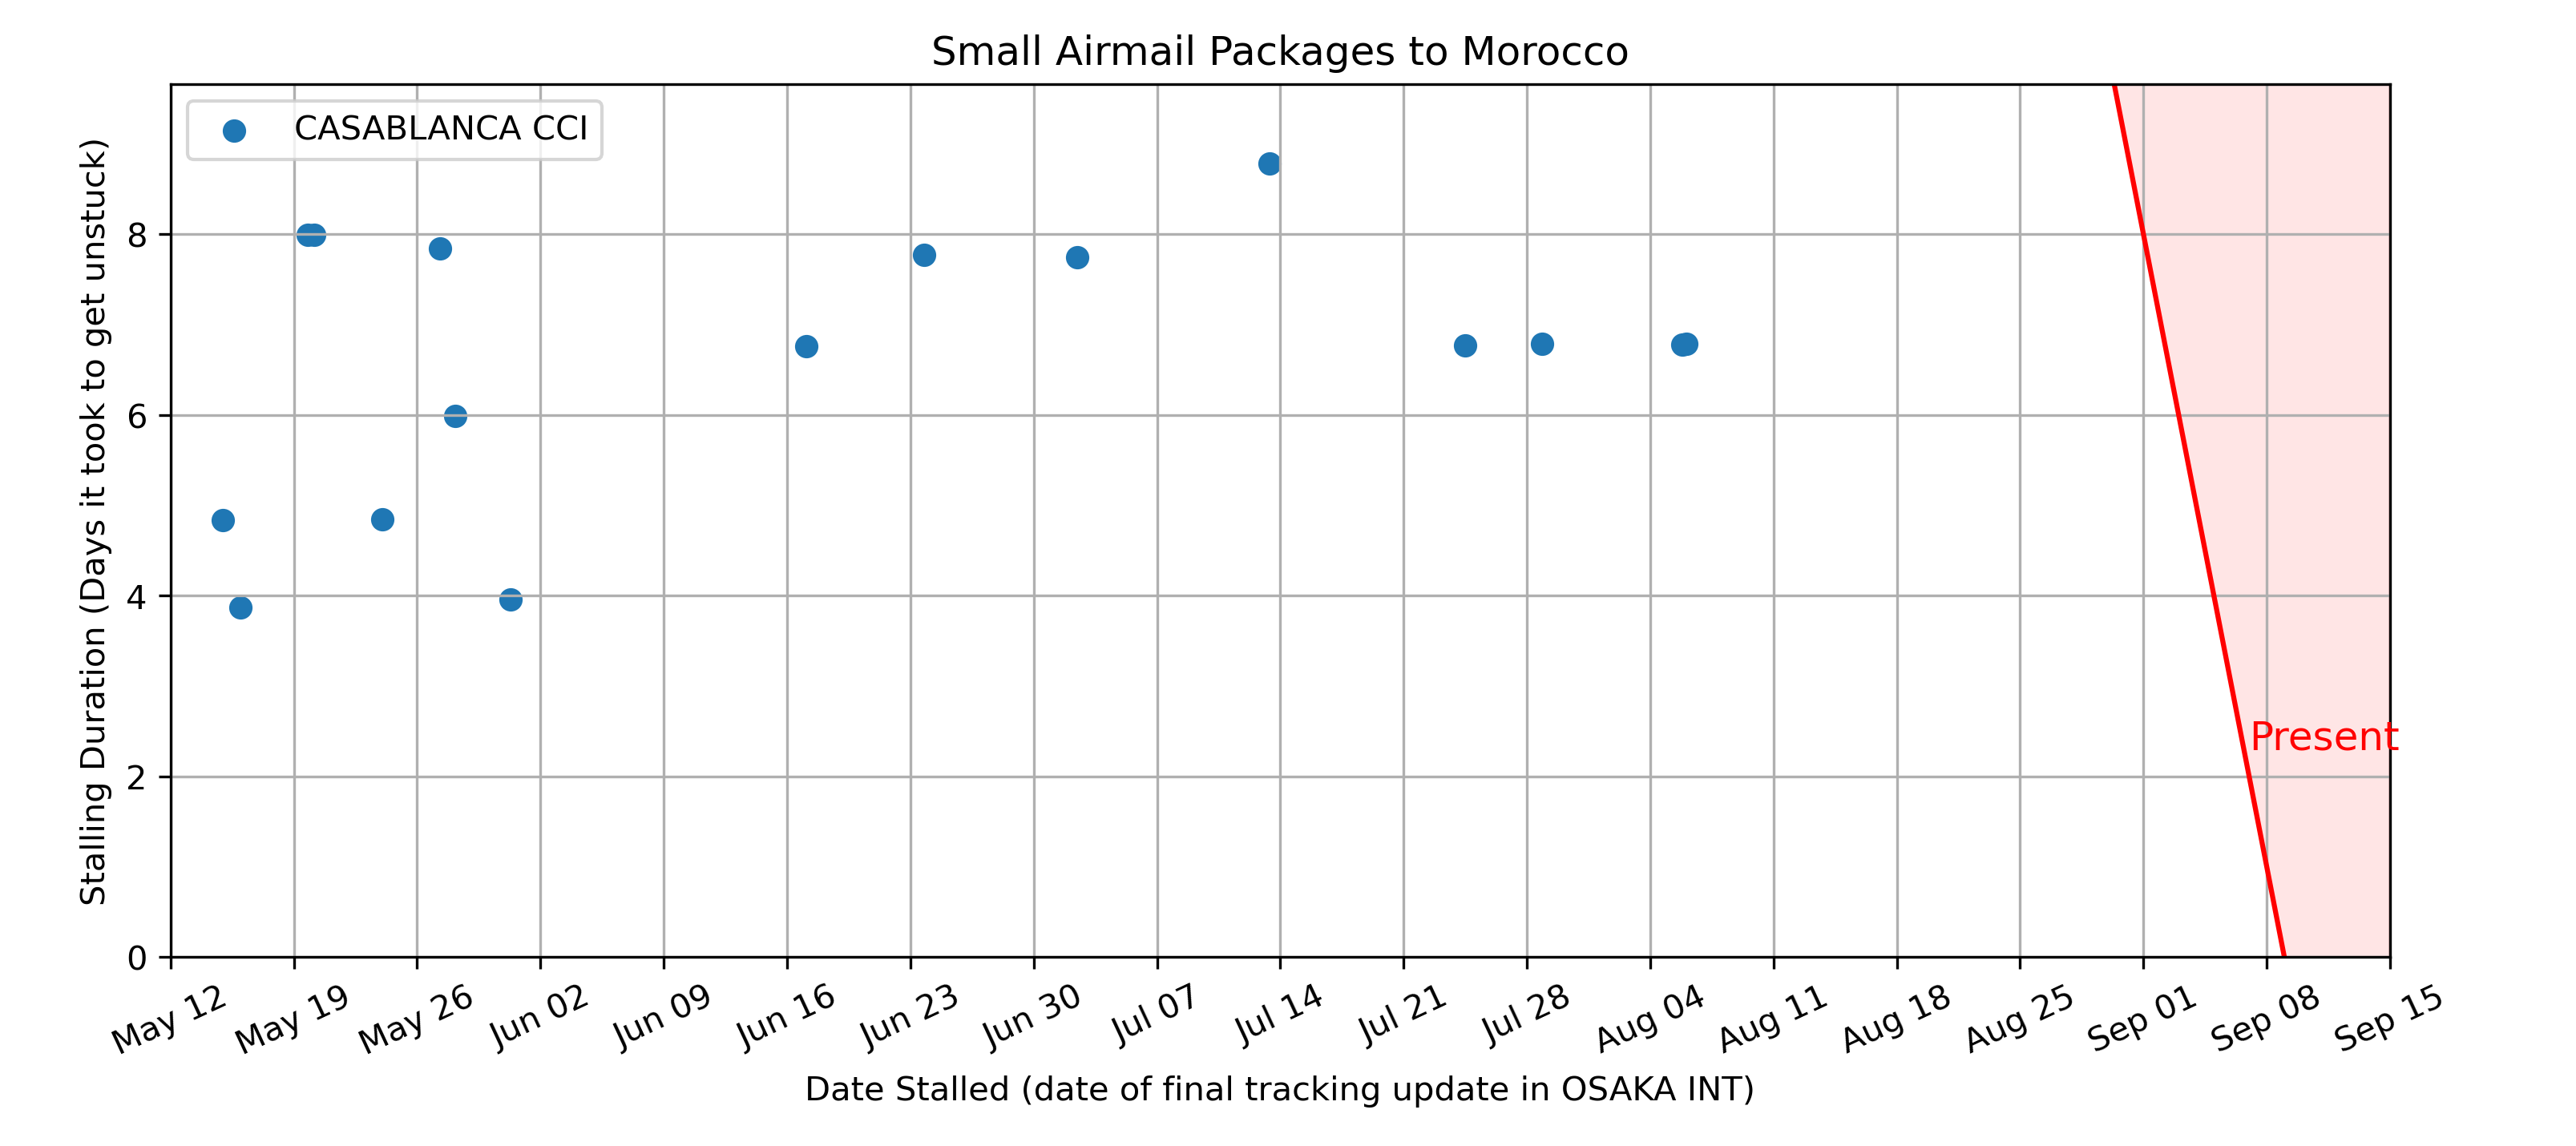 Small Airmail Packages to Morocco
CASABLANCA CCI
Stalling Duration (Days it took to get unstuck)
8
6
4
2
0
Present
May 12
May 19
May 26
Jun 02
Jun 09
Jun 16
Jun 23
Jun 30
Jul 07
Jul 14
Jul 21
Jul 28
Aug 04
Aug 11
Aug 18
Aug 25
Sep 01
Sep 08
Sep 15
Date Stalled (date of final tracking update in OSAKA INT)